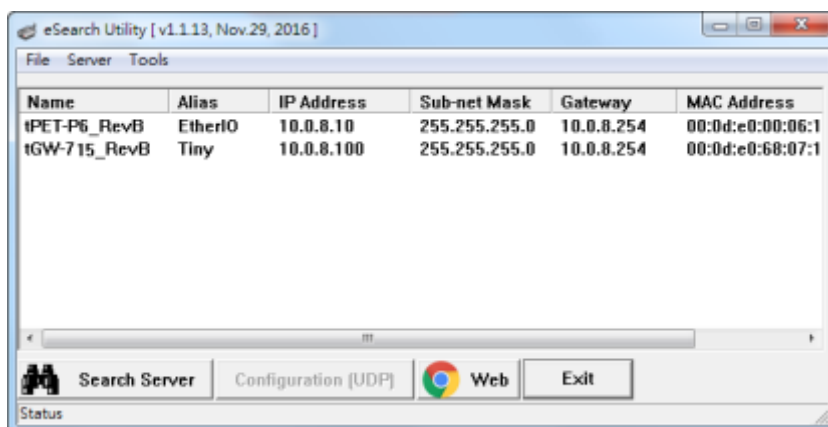 eSearch Utility [ v1.1.13, Nov.29, 2016 ]
File Server Tools
Name Alias IP Address Sub-net Mask Gateway MAC Address
tPET-P6_RevB EtherIO 10.0.8.10 255.255.255.0 10.0.8.254 00:0d:e0:00:06:1
tGW-715_RevB Tiny 10.0.8.100 255.255.255.0 10.0.8.254 00:0d:e0:68:07:1
Search Server Configuration (UDP) Web Exit
Status